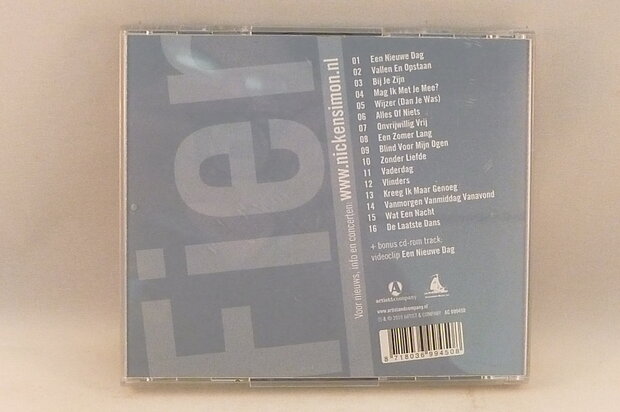 Fier
Voor nieuws, info en concerten: www.nickensimon.nl
01 Een Nieuwe Dag
02 Vallen En Opstaan
03 Bij Je Zijn
04 Mag Ik Met Je Mee?
05 Wijzer (Dan Je Was)
06 Alles Of Niets
07 Onvrijwillig Vrij
08 Een Zomer Lang
09 Blind Voor Mijn Ogen
10 Zonder Liefde
11 Vaderdag
12 Vlinders
13 Kreeg Ik Maar Genoeg
14 Vanmorgen Vanmiddag Vanavond
15 Wat Een Nacht
16 De Laatste Dans
+ bonus cd-rom track:
videoclip Een Nieuwe Dag
A
artist&company
www.artistandcompany.nl
ARTIST & COMPANY
8 718036 994508